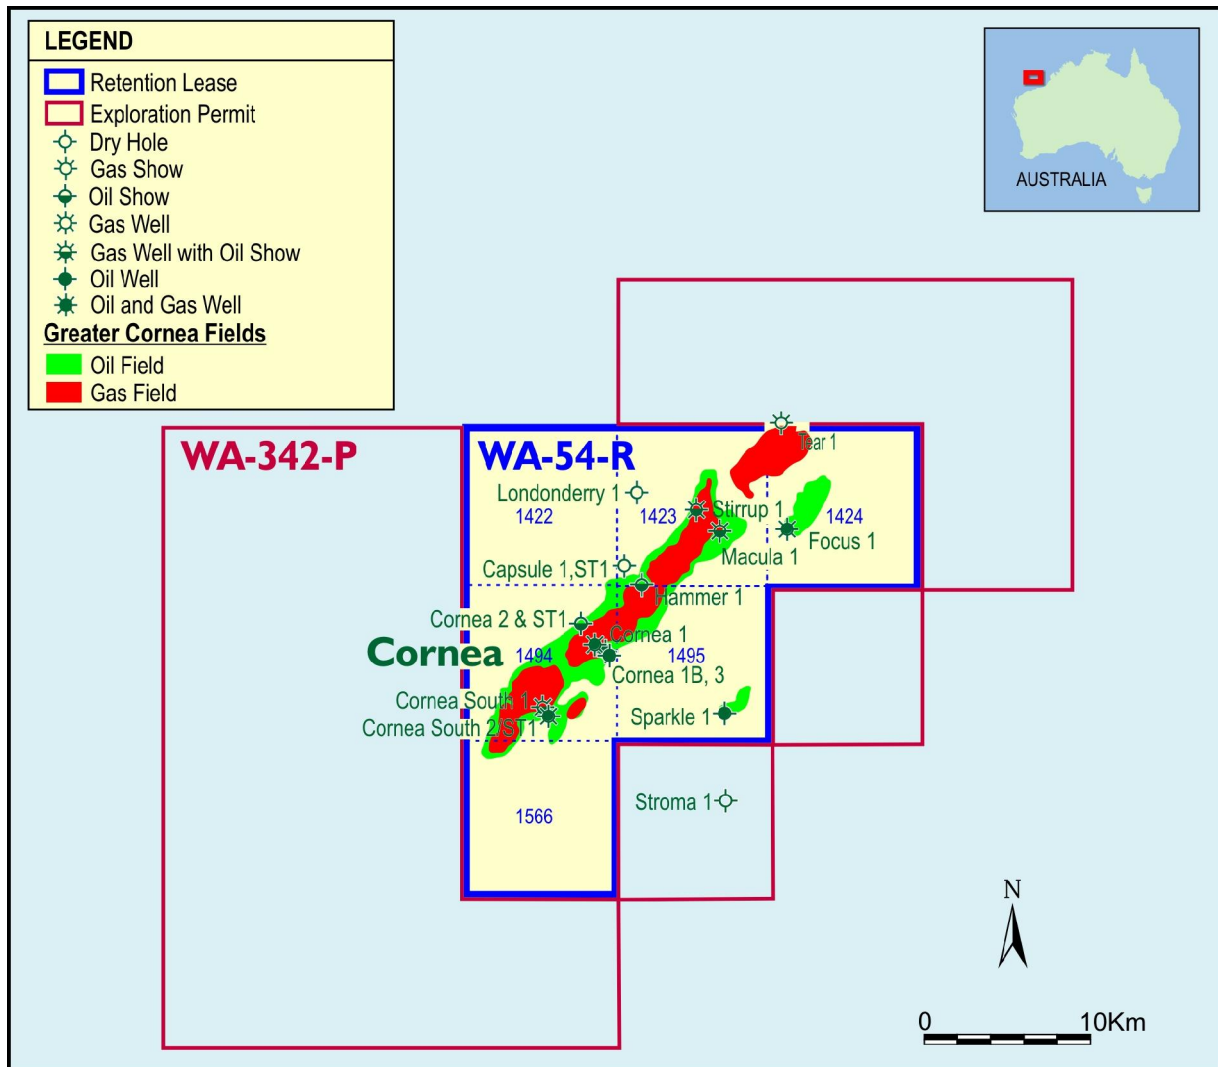 LEGEND
Retention Lease
Exploration Permit
Dry Hole
Gas Show
Oil Show
Gas Well
Gas Well with Oil Show
Oil Well
Oil and Gas Well
Greater Cornea Fields
Oil Field
Gas Field
AUSTRALIA
WA-342-P
WA-54-R
Tear 1
Londonderry 1
1422
1423
Stirrup 1
1424
Macula 1
Focus 1
Capsule 1,ST1
Hammer 1
Cornea 2 & ST1
Cornea 1
Cornea
1494
1495
Cornea 1B, 3
Cornea South 1
Cornea South 2/ST1
Sparkle 1
Stroma 1
1566
N
0
10Km